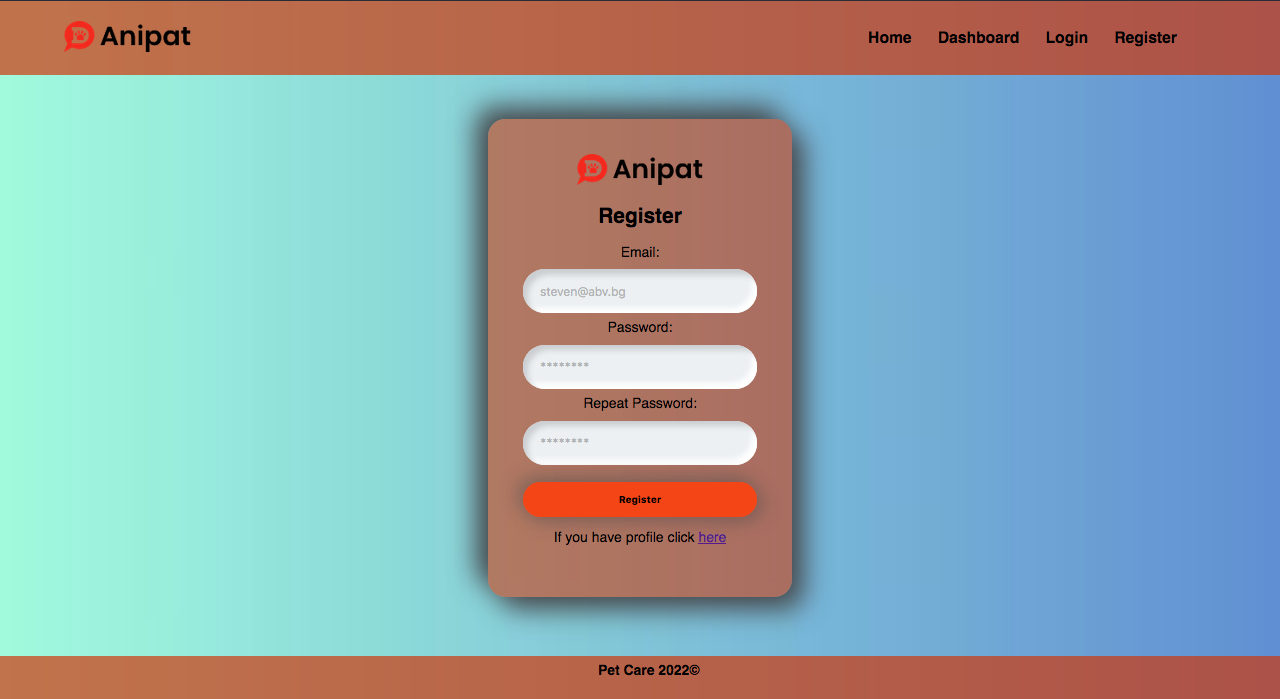 Anipat
Home Dashboard Login Register
Anipat
Register
Email:
steven@abv.bg
Password:
********
Repeat Password:
********
Register
If you have profile click here
Pet Care 2022©